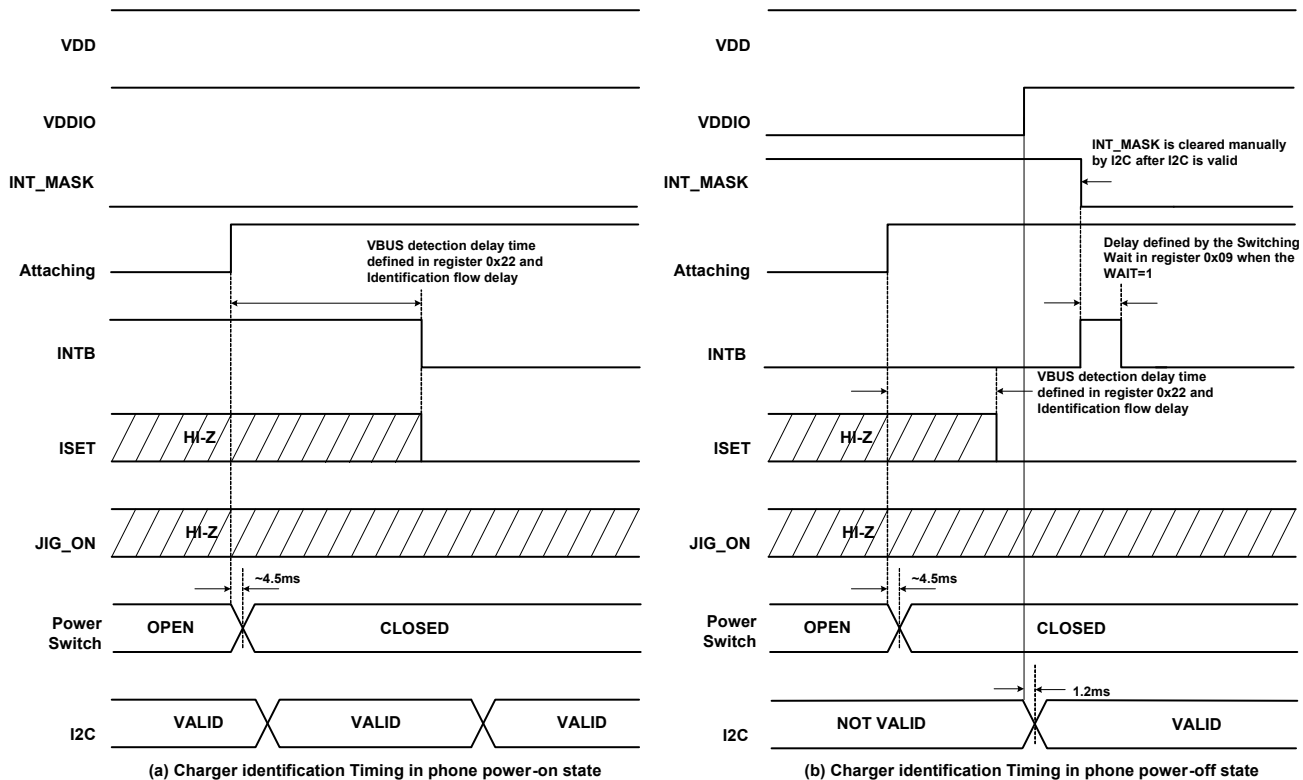 VDD
VDDIO
INT_MASK
Attaching
VBUS detection delay time
defined in register 0x22 and
Identification flow delay
INTB
HI-Z
ISET
HI-Z
JIG_ON
~4.5ms
Power
Switch
OPEN
CLOSED
VALID
VALID
VALID
I2C
(a) Charger identification Timing in phone power-on state
VDD
VDDIO
INT_MASK is cleared manually
by I2C after I2C is valid
INT_MASK
Attaching
Delay defined by the Switching
Wait in register 0x09 when the
WAIT=1
INTB
VBUS detection delay time
defined in register 0x22 and
Identification flow delay
HI-Z
ISET
HI-Z
JIG_ON
~4.5ms
Power
Switch
OPEN
CLOSED
1.2ms
NOT VALID
VALID
I2C
(b) Charger identification Timing in phone power-off state